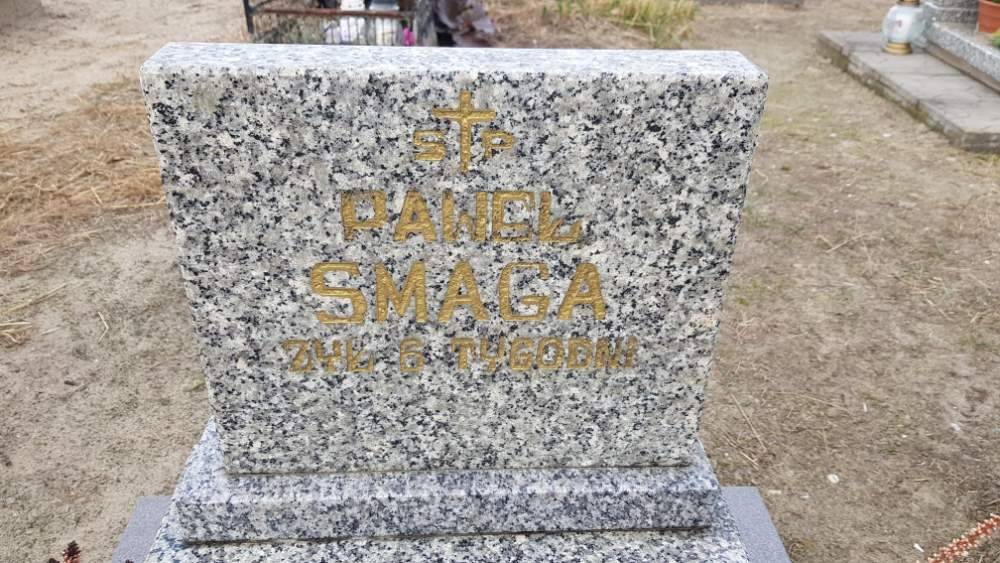 S P
PAWEŁ
SMAGA
ŻYŁ 6 TYGODNI